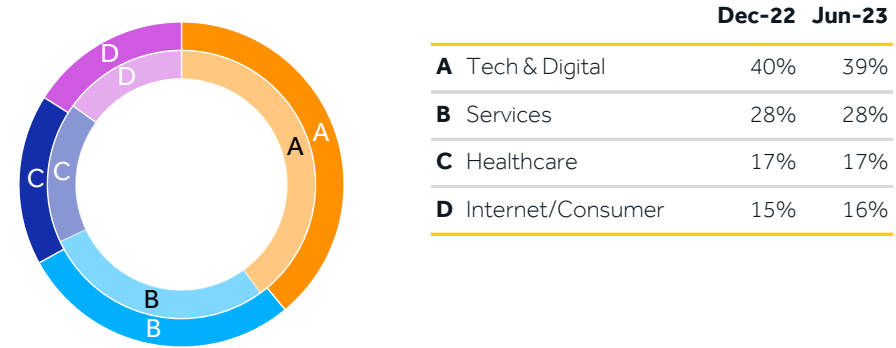 Dec-22 Jun-23
A Tech & Digital 40% 39%
B Services 28% 28%
C Healthcare 17% 17%
D Internet/Consumer 15% 16%
D
D
A
A
C
C
B
B